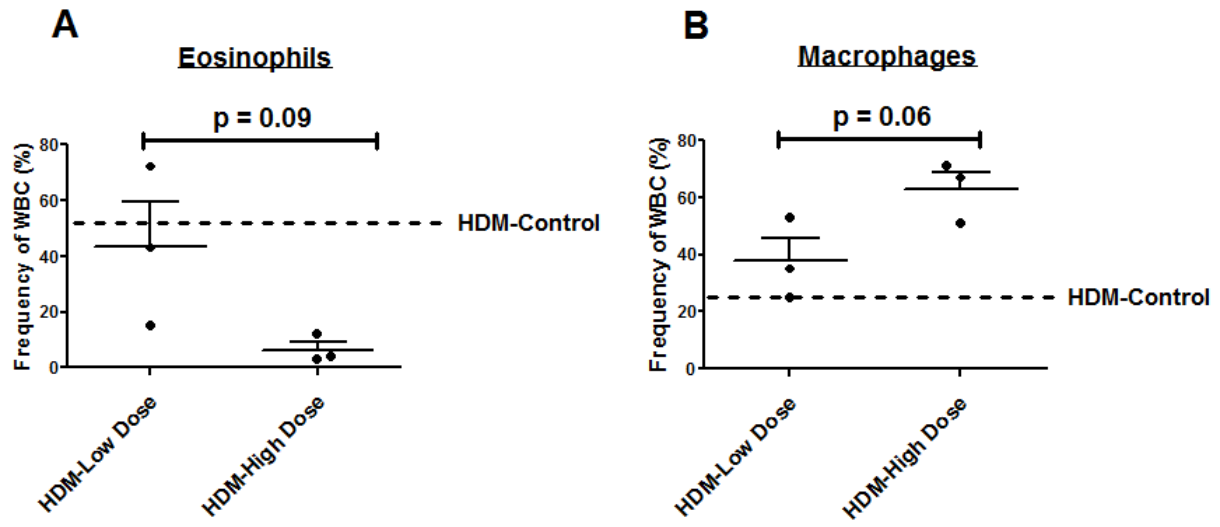 A
Eosinophils
p = 0.09
Frequency of WBC (%)
80
60
40
20
0
HDM-Control
HDM-Low Dose
HDM-High Dose
B
Macrophages
p = 0.06
Frequency of WBC (%)
80
60
40
20
0
HDM-Control
HDM-Low Dose
HDM-High Dose